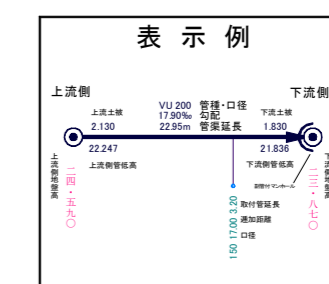 表示例
上流側
下流側
上流土被
2.130
VU 200 管種・口径
17.90‰ 勾配
22.95m 管渠延長
下流土被
1.830
22.247
21.836
上流側管低高
下流側管低高
上流側地盤高
二四・五九〇
副管付マンホール
二三・八七〇
下流側地盤高
3.20 取付管延長
17.00 逓加距離
150 口径